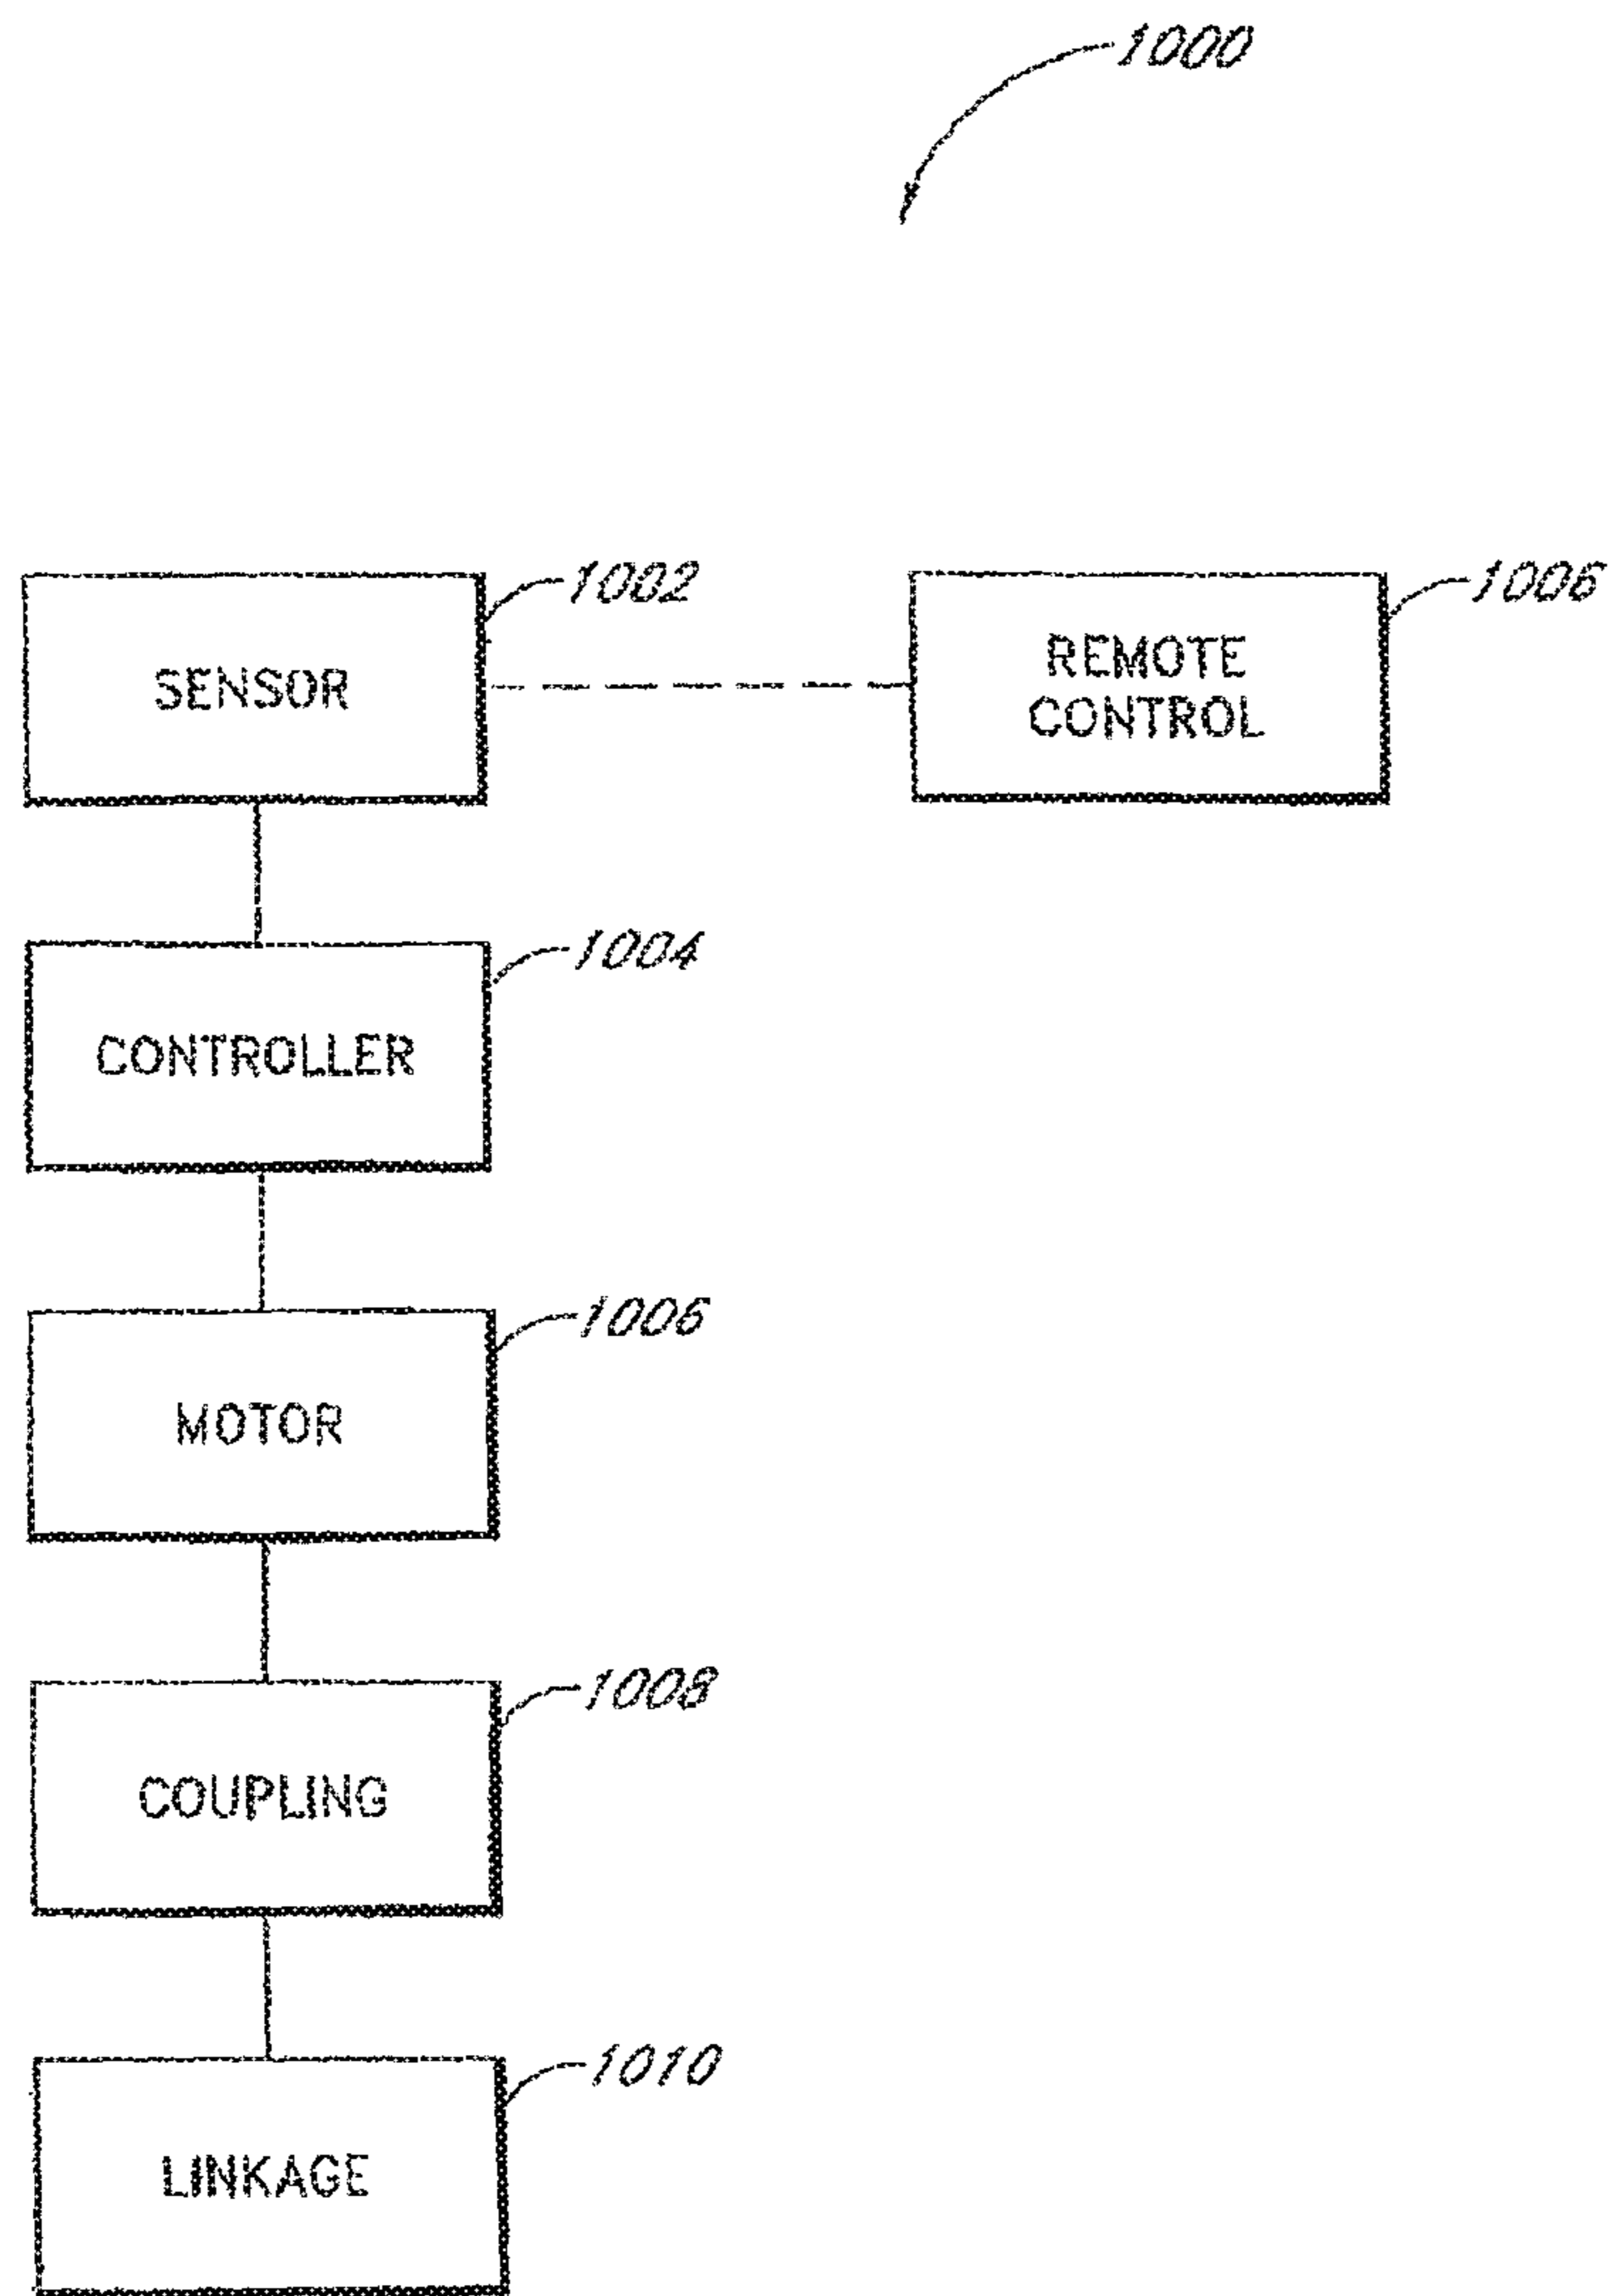 1000
SENSOR
1002
REMOTE
CONTROL
1006
CONTROLLER
1004
MOTOR
1006
COUPLING
1008
LINKAGE
1010